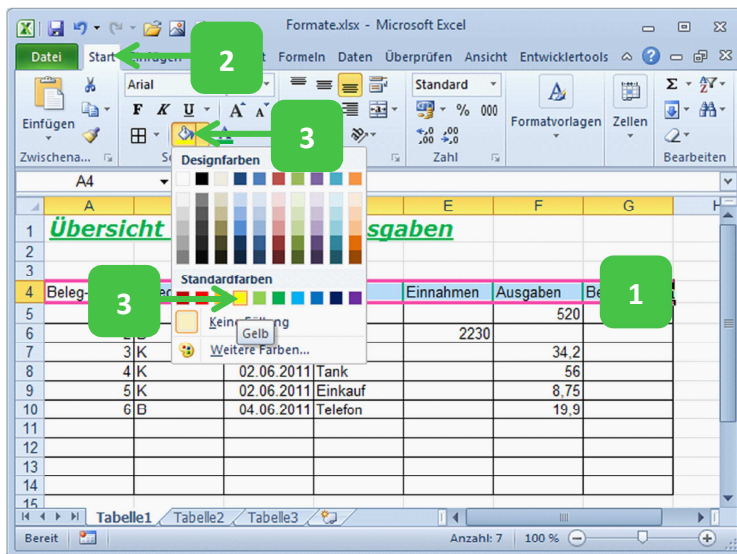 Formate.xlsx - Microsoft Excel
Datei Start Einfügen 2 Formeln Daten Überprüfen Ansicht Entwicklertools
Arial Standard
Einfügen F K U A A 3 % 000 Formatvorlagen Zellen
Zwischena... Zahl Bearbeiten
A4
Designfarben
Standardfarben
3
Keine Füllung
Gelb
Weitere Farben...
A E F G H
1 Übersicht sgaben
2
3
4 Beleg- Einnahmen Ausgaben Be 1
5 520
6 2230
7 3 K 34,2
8 4 K 02.06.2011 Tank 56
9 5 K 02.06.2011 Einkauf 8,75
10 6 B 04.06.2011 Telefon 19,9
11
12
13
14
15
Tabelle1 Tabelle2 Tabelle3
Bereit Anzahl: 7 100 %